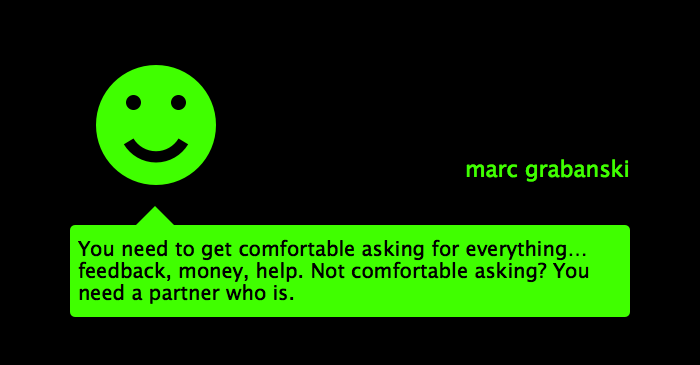 marc grabanski
You need to get comfortable asking for everything...
feedback, money, help. Not comfortable asking? You
need a partner who is.